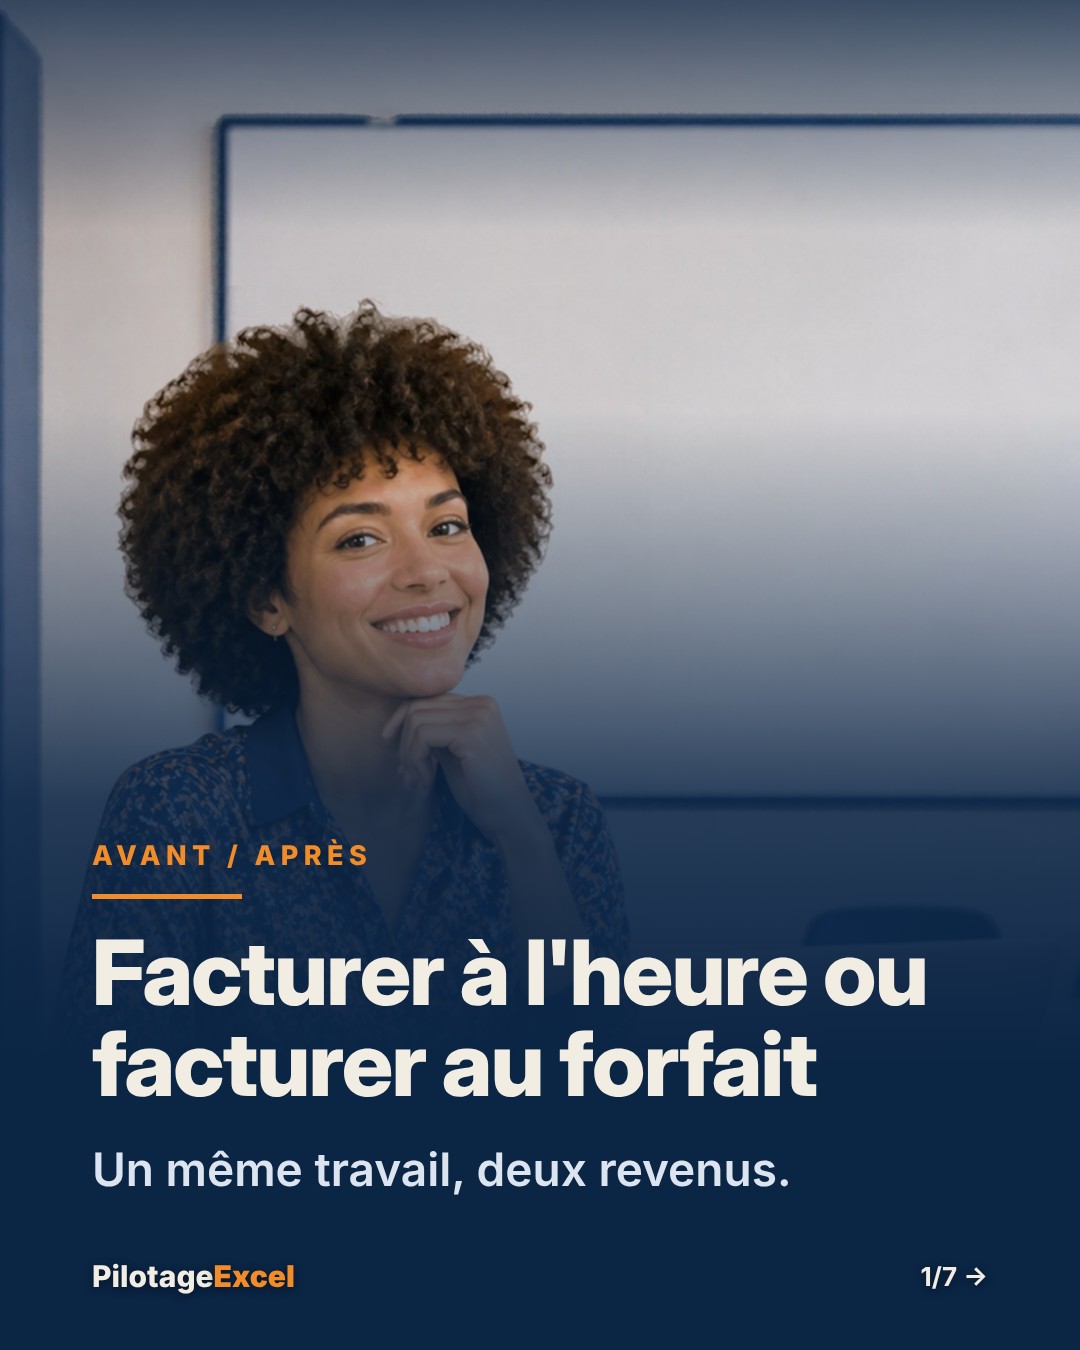 AVANT / APRÈS
Facturer à l'heure ou
facturer au forfait
Un même travail, deux revenus.
PilotageExcel
1/7 →